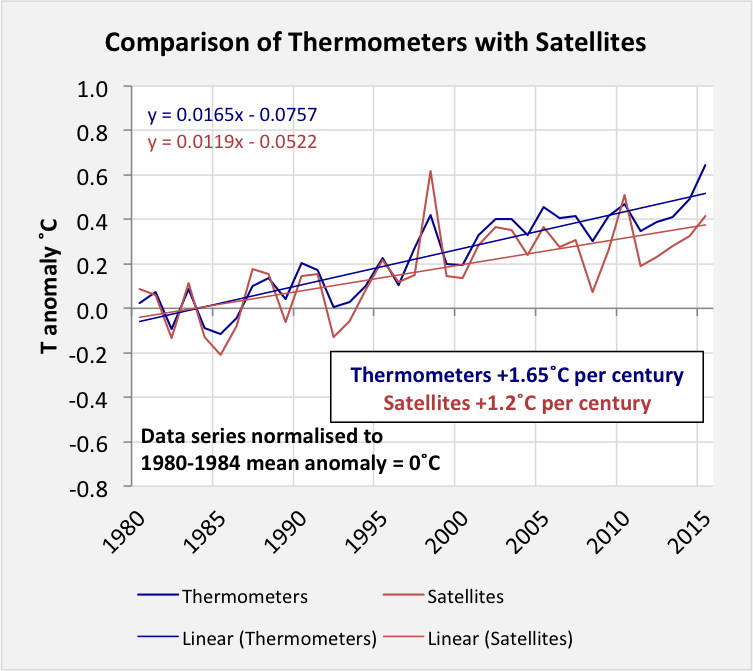 Comparison of Thermometers with Satellites
y = 0.0165x - 0.0757
y = 0.0119x - 0.0522
T anomaly ˚C
1.0
0.8
0.6
0.4
0.2
0.0
-0.2
-0.4
-0.6
-0.8
Thermometers +1.65˚C per century
Satellites +1.2˚C per century
Data series normalised to
1980-1984 mean anomaly = 0˚C
1980
1985
1990
1995
2000
2005
2010
2015
Thermometers
Satellites
Linear (Thermometers)
Linear (Satellites)